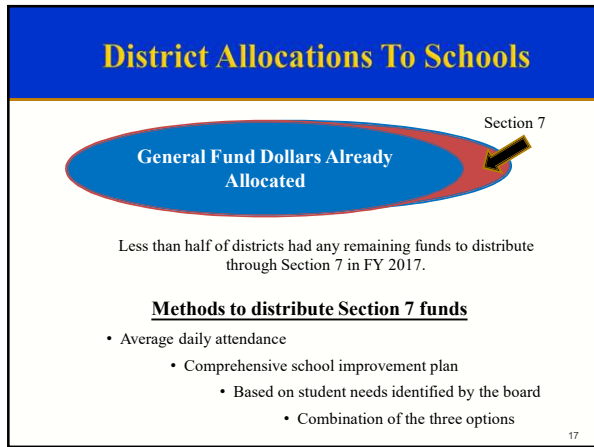 District Allocations To Schools
Section 7
General Fund Dollars Already
Allocated
Less than half of districts had any remaining funds to distribute
through Section 7 in FY 2017.
Methods to distribute Section 7 funds
• Average daily attendance
• Comprehensive school improvement plan
• Based on student needs identified by the board
• Combination of the three options
17